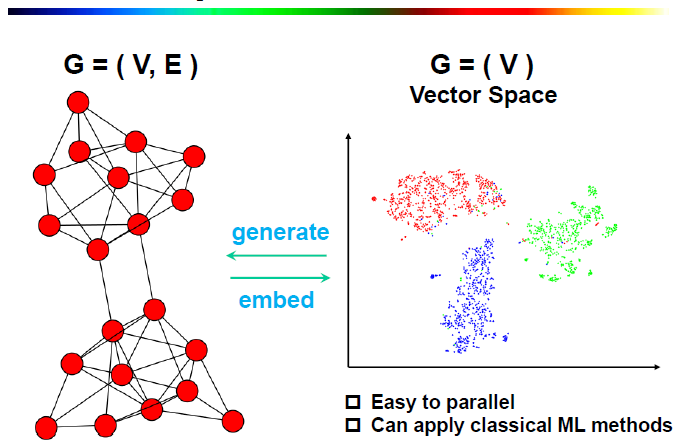 G = ( V, E )
G = ( V )
Vector Space
generate
embed
Easy to parallel
Can apply classical ML methods